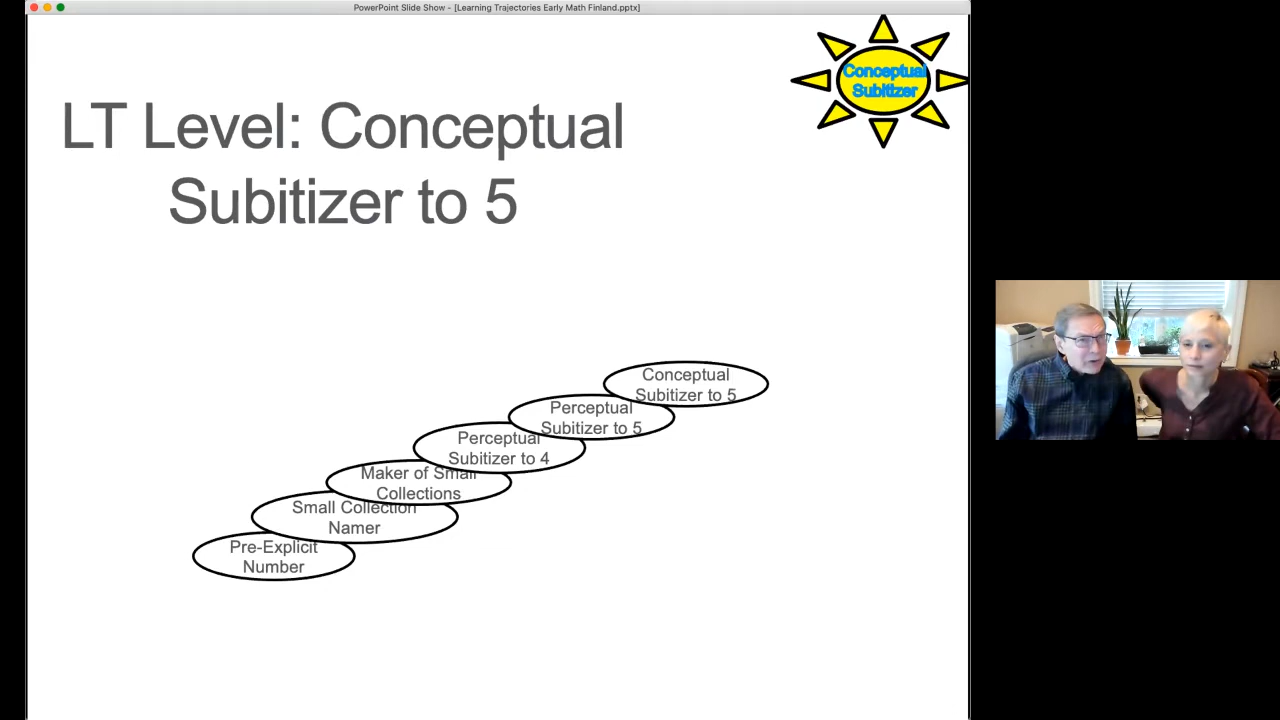 PowerPoint Slide Show - [Learning Trajectories Early Math Finland.pptx]
Conceptual
Subitizer
LT Level: Conceptual
Subitizer to 5
Conceptual
Subitizer to 5
Perceptual
Subitizer to 5
Perceptual
Subitizer to 4
Maker of Small
Collections
Small Collection
Namer
Pre-Explicit
Number